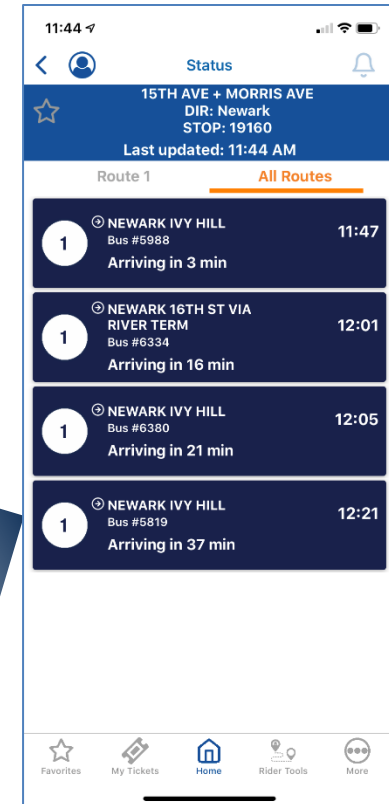 11:44
Status
15TH AVE + MORRIS AVE
DIR: Newark
STOP: 19160
Last updated: 11:44 AM
Route 1
All Routes
1
NEWARK IVY HILL
Bus #5988
Arriving in 3 min
11:47
1
NEWARK 16TH ST VIA
RIVER TERM
Bus #6334
Arriving in 16 min
12:01
1
NEWARK IVY HILL
Bus #6380
Arriving in 21 min
12:05
1
NEWARK IVY HILL
Bus #5819
Arriving in 37 min
12:21
Favorites
My Tickets
Home
Rider Tools
More